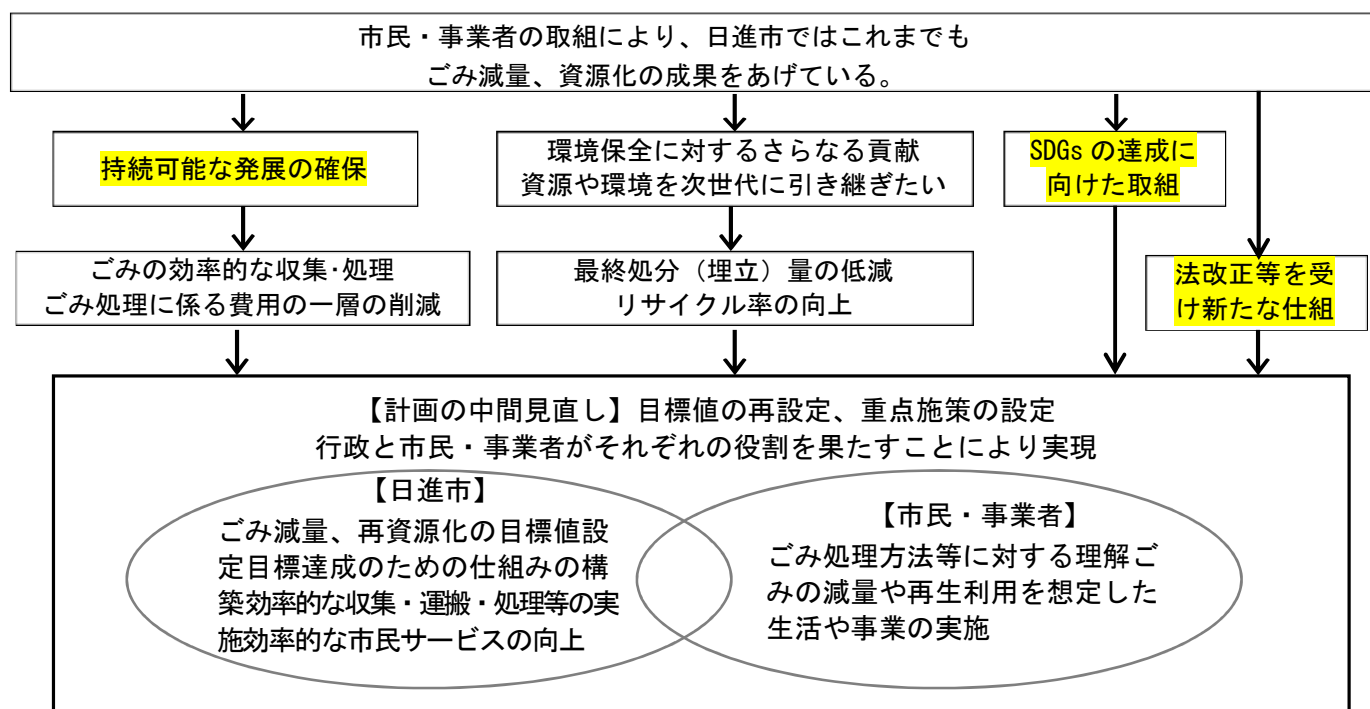 市民・事業者の取組により、日進市ではこれまでも
ごみ減量、資源化の成果をあげている。
持続可能な発展の確保
環境保全に対するさらなる貢献
資源や環境を次世代に引き継ぎたい
SDGs の達成に
向けた取組
ごみの効率的な収集･処理
ごみ処理に係る費用の一層の削減
最終処分（埋立）量の低減
リサイクル率の向上
法改正等を受
け新たな仕組
【計画の中間見直し】目標値の再設定、重点施策の設定
行政と市民・事業者がそれぞれの役割を果たすことにより実現
【日進市】
ごみ減量、再資源化の目標値設
定目標達成のための仕組みの構
築効率的な収集・運搬・処理等の実
施効率的な市民サービスの向上
【市民・事業者】
ごみ処理方法等に対する理解ご
みの減量や再生利用を想定した
生活や事業の実施